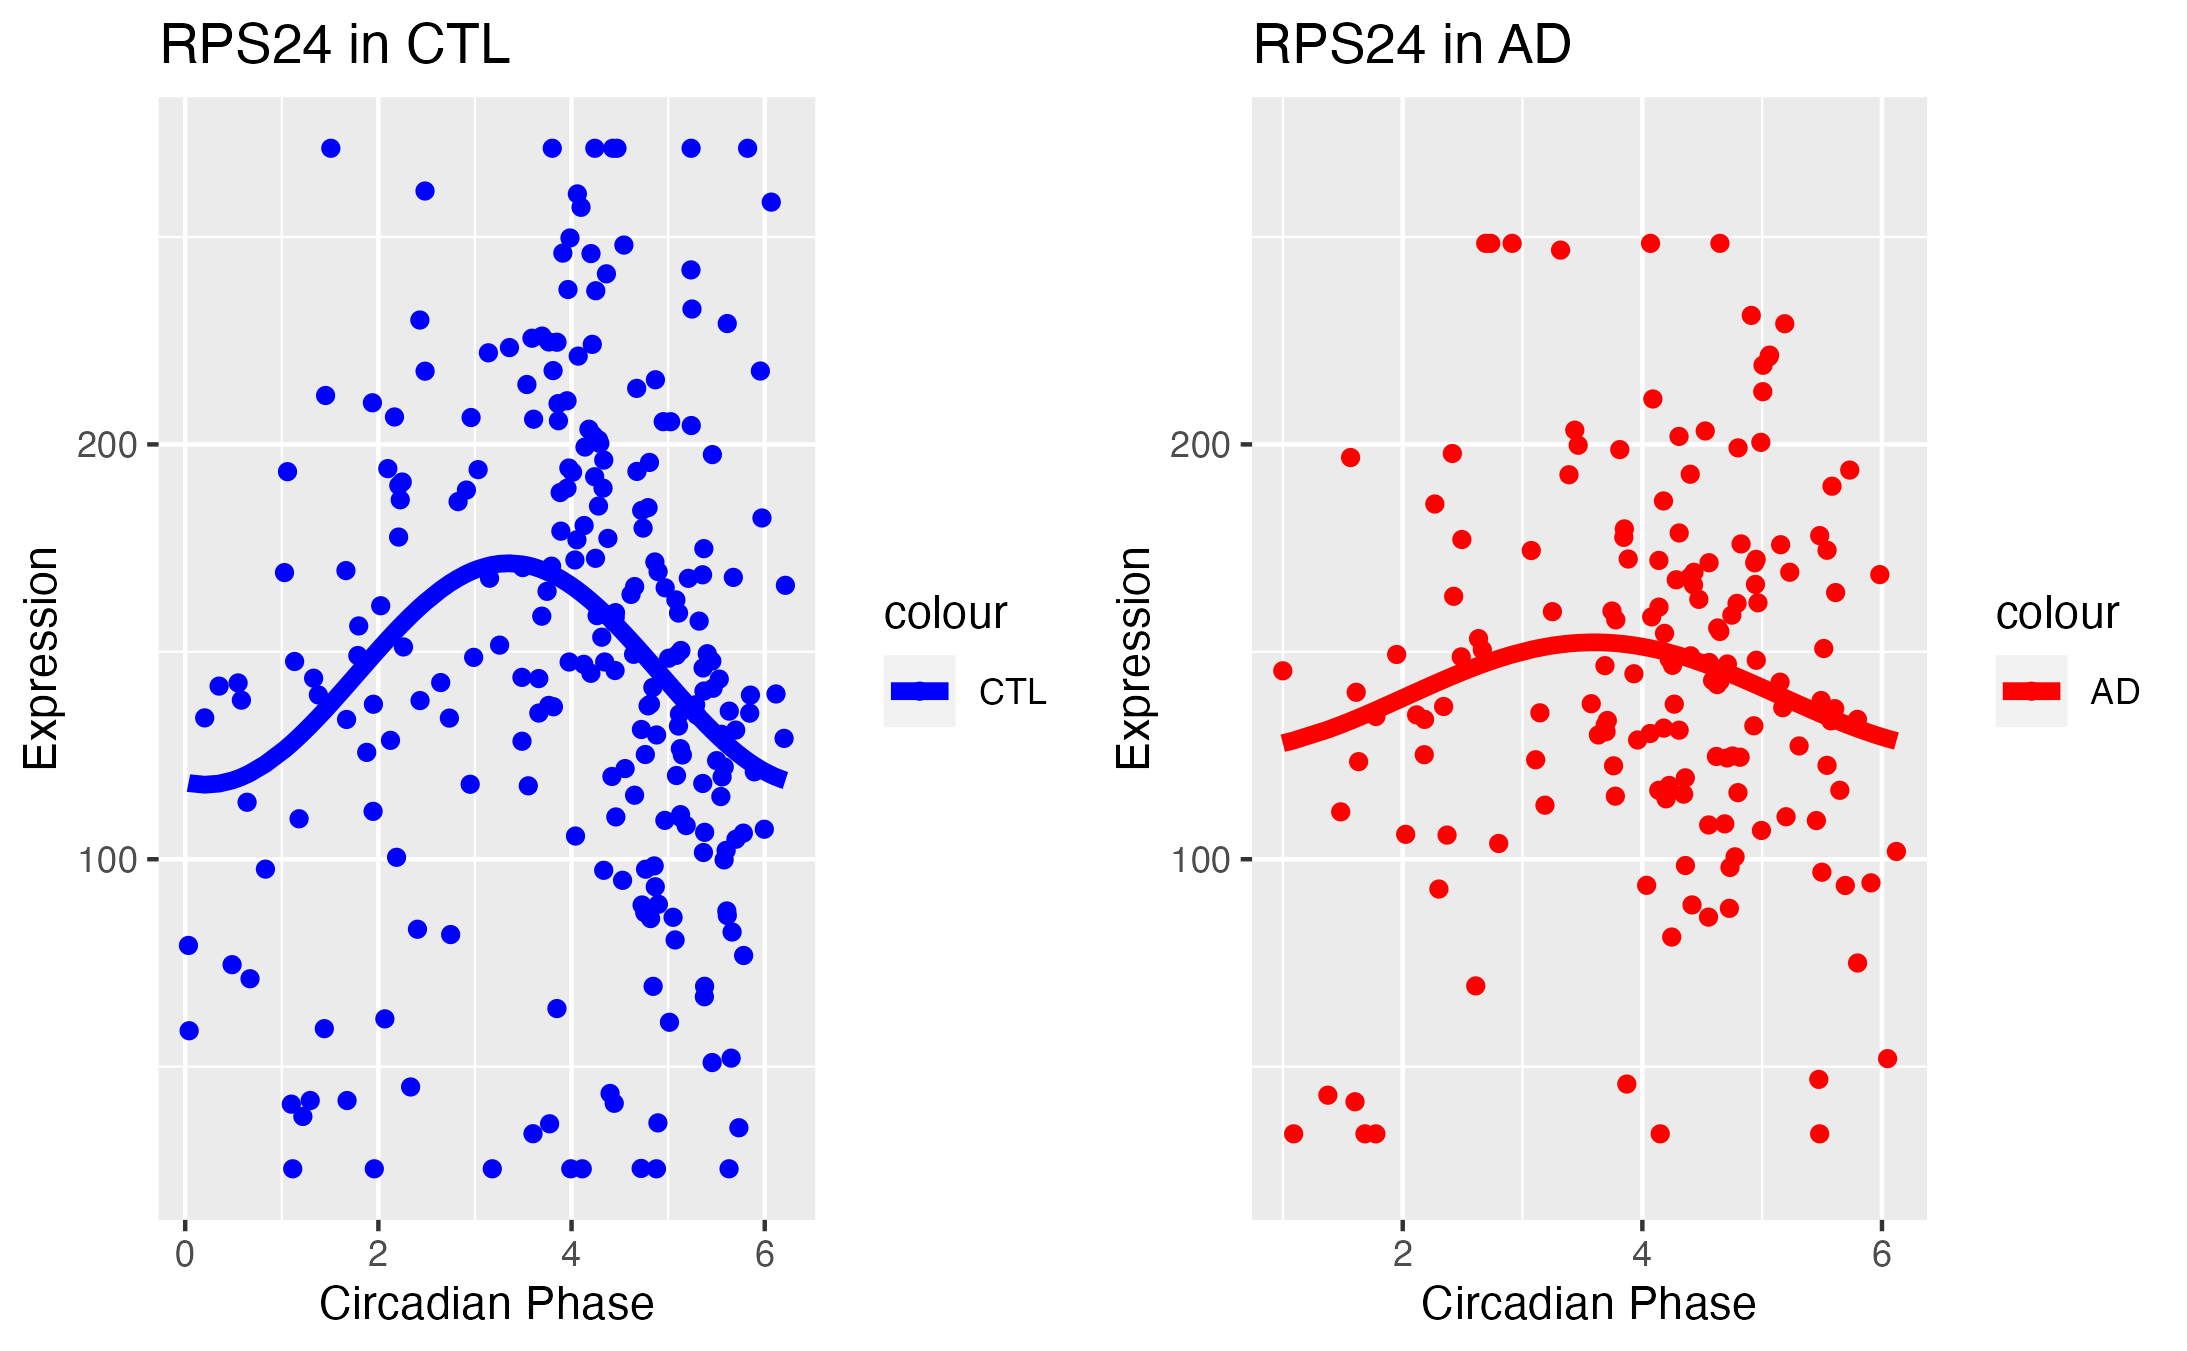 RPS24 in CTL
Expression
200
100
0 2 4 6
Circadian Phase
colour
CTL
RPS24 in AD
Expression
200
100
2 4 6
Circadian Phase
colour
AD